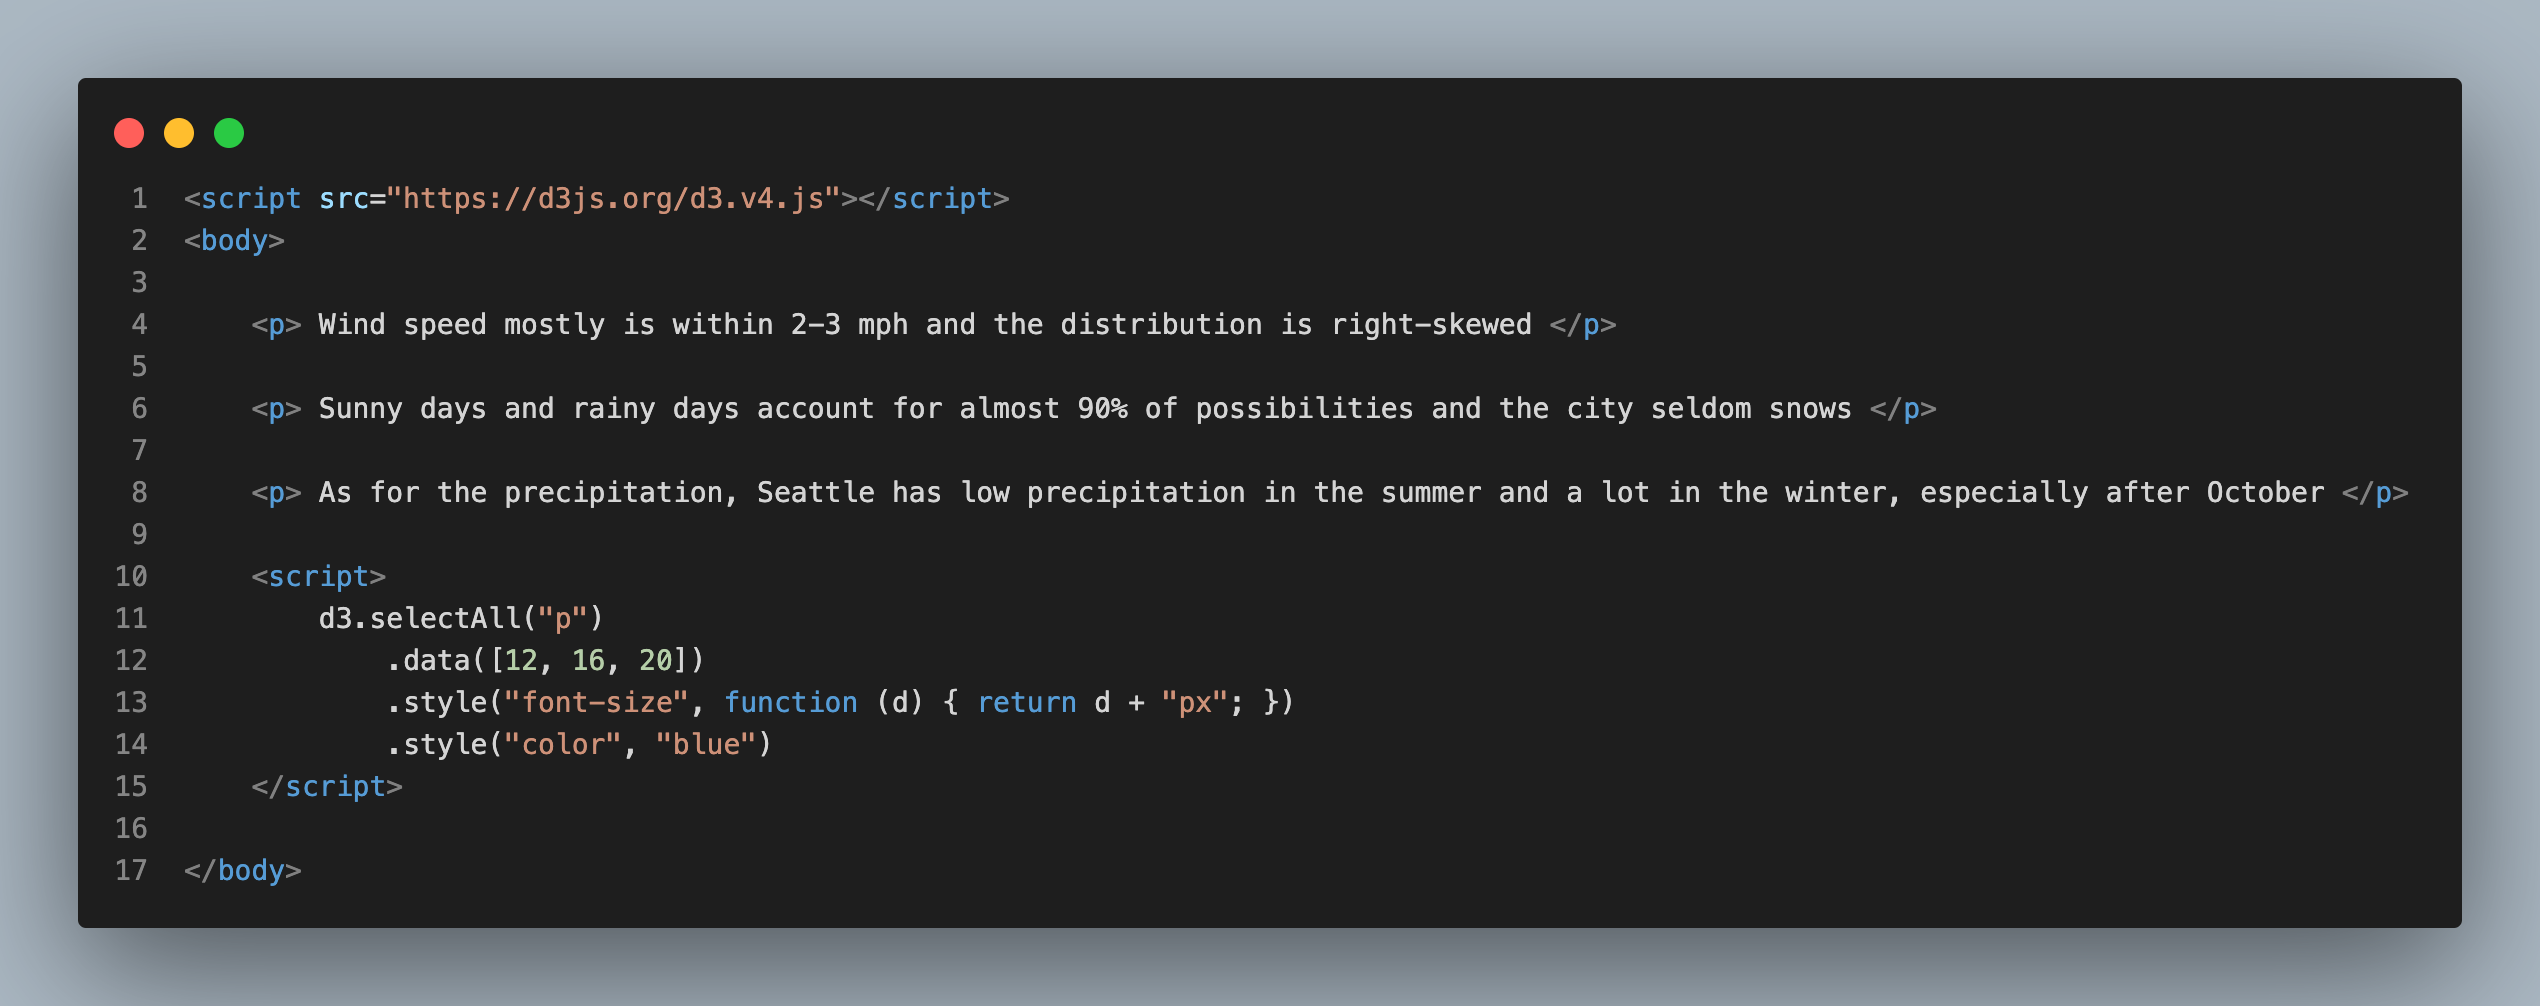 1 <script src="https://d3js.org/d3.v4.js"></script>
2 <body>
3
4     <p> Wind speed mostly is within 2-3 mph and the distribution is right-skewed </p>
5
6     <p> Sunny days and rainy days account for almost 90% of possibilities and the city seldom snows </p>
7
8     <p> As for the precipitation, Seattle has low precipitation in the summer and a lot in the winter, especially after October </p>
9
10     <script>
11         d3.selectAll("p")
12             .data([12, 16, 20])
13             .style("font-size", function (d) { return d + "px"; })
14             .style("color", "blue")
15     </script>
16
17 </body>